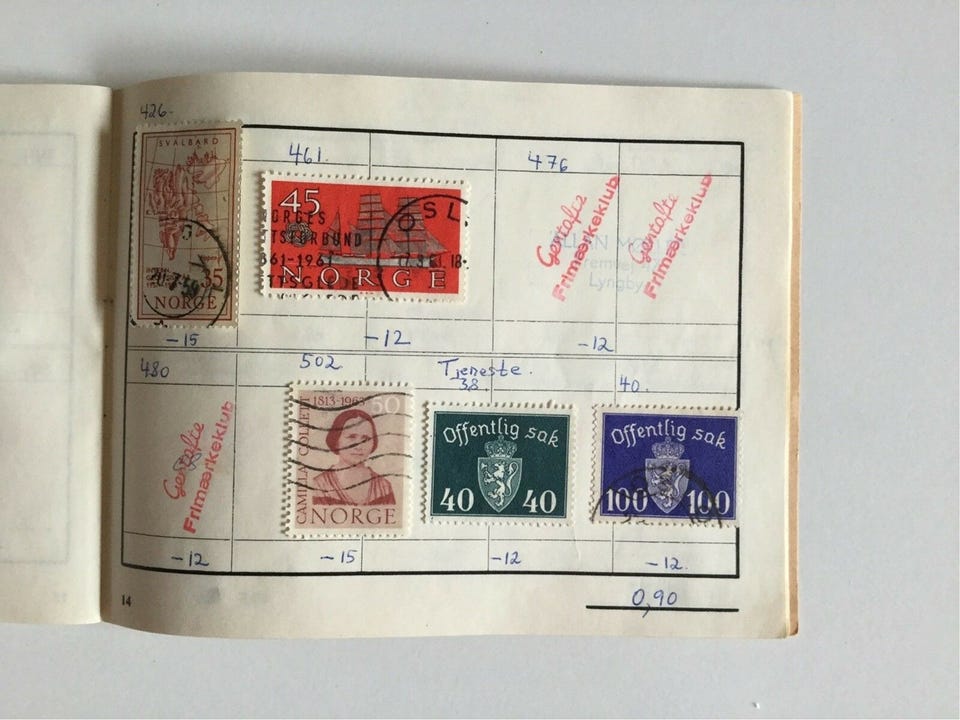 426-
SVALBARD
35
NORGE
461.
45
NORGES
TSFORBUND
861-1961
NORGE
OSL
476
Gentofte
Frimærkeklub
Gentofte
Frimærkeklub
Lyngby
-15
-12
-12
480
502.
Tjeneste.
38.
40.
Gentofte
Frimærkeklub
1813-1963
50
CAMILLA COLLETT
NORGE
Offentlig sak
40 40
Offentlig sak
100 100
-12
-15
-12
-12.
0,90
14